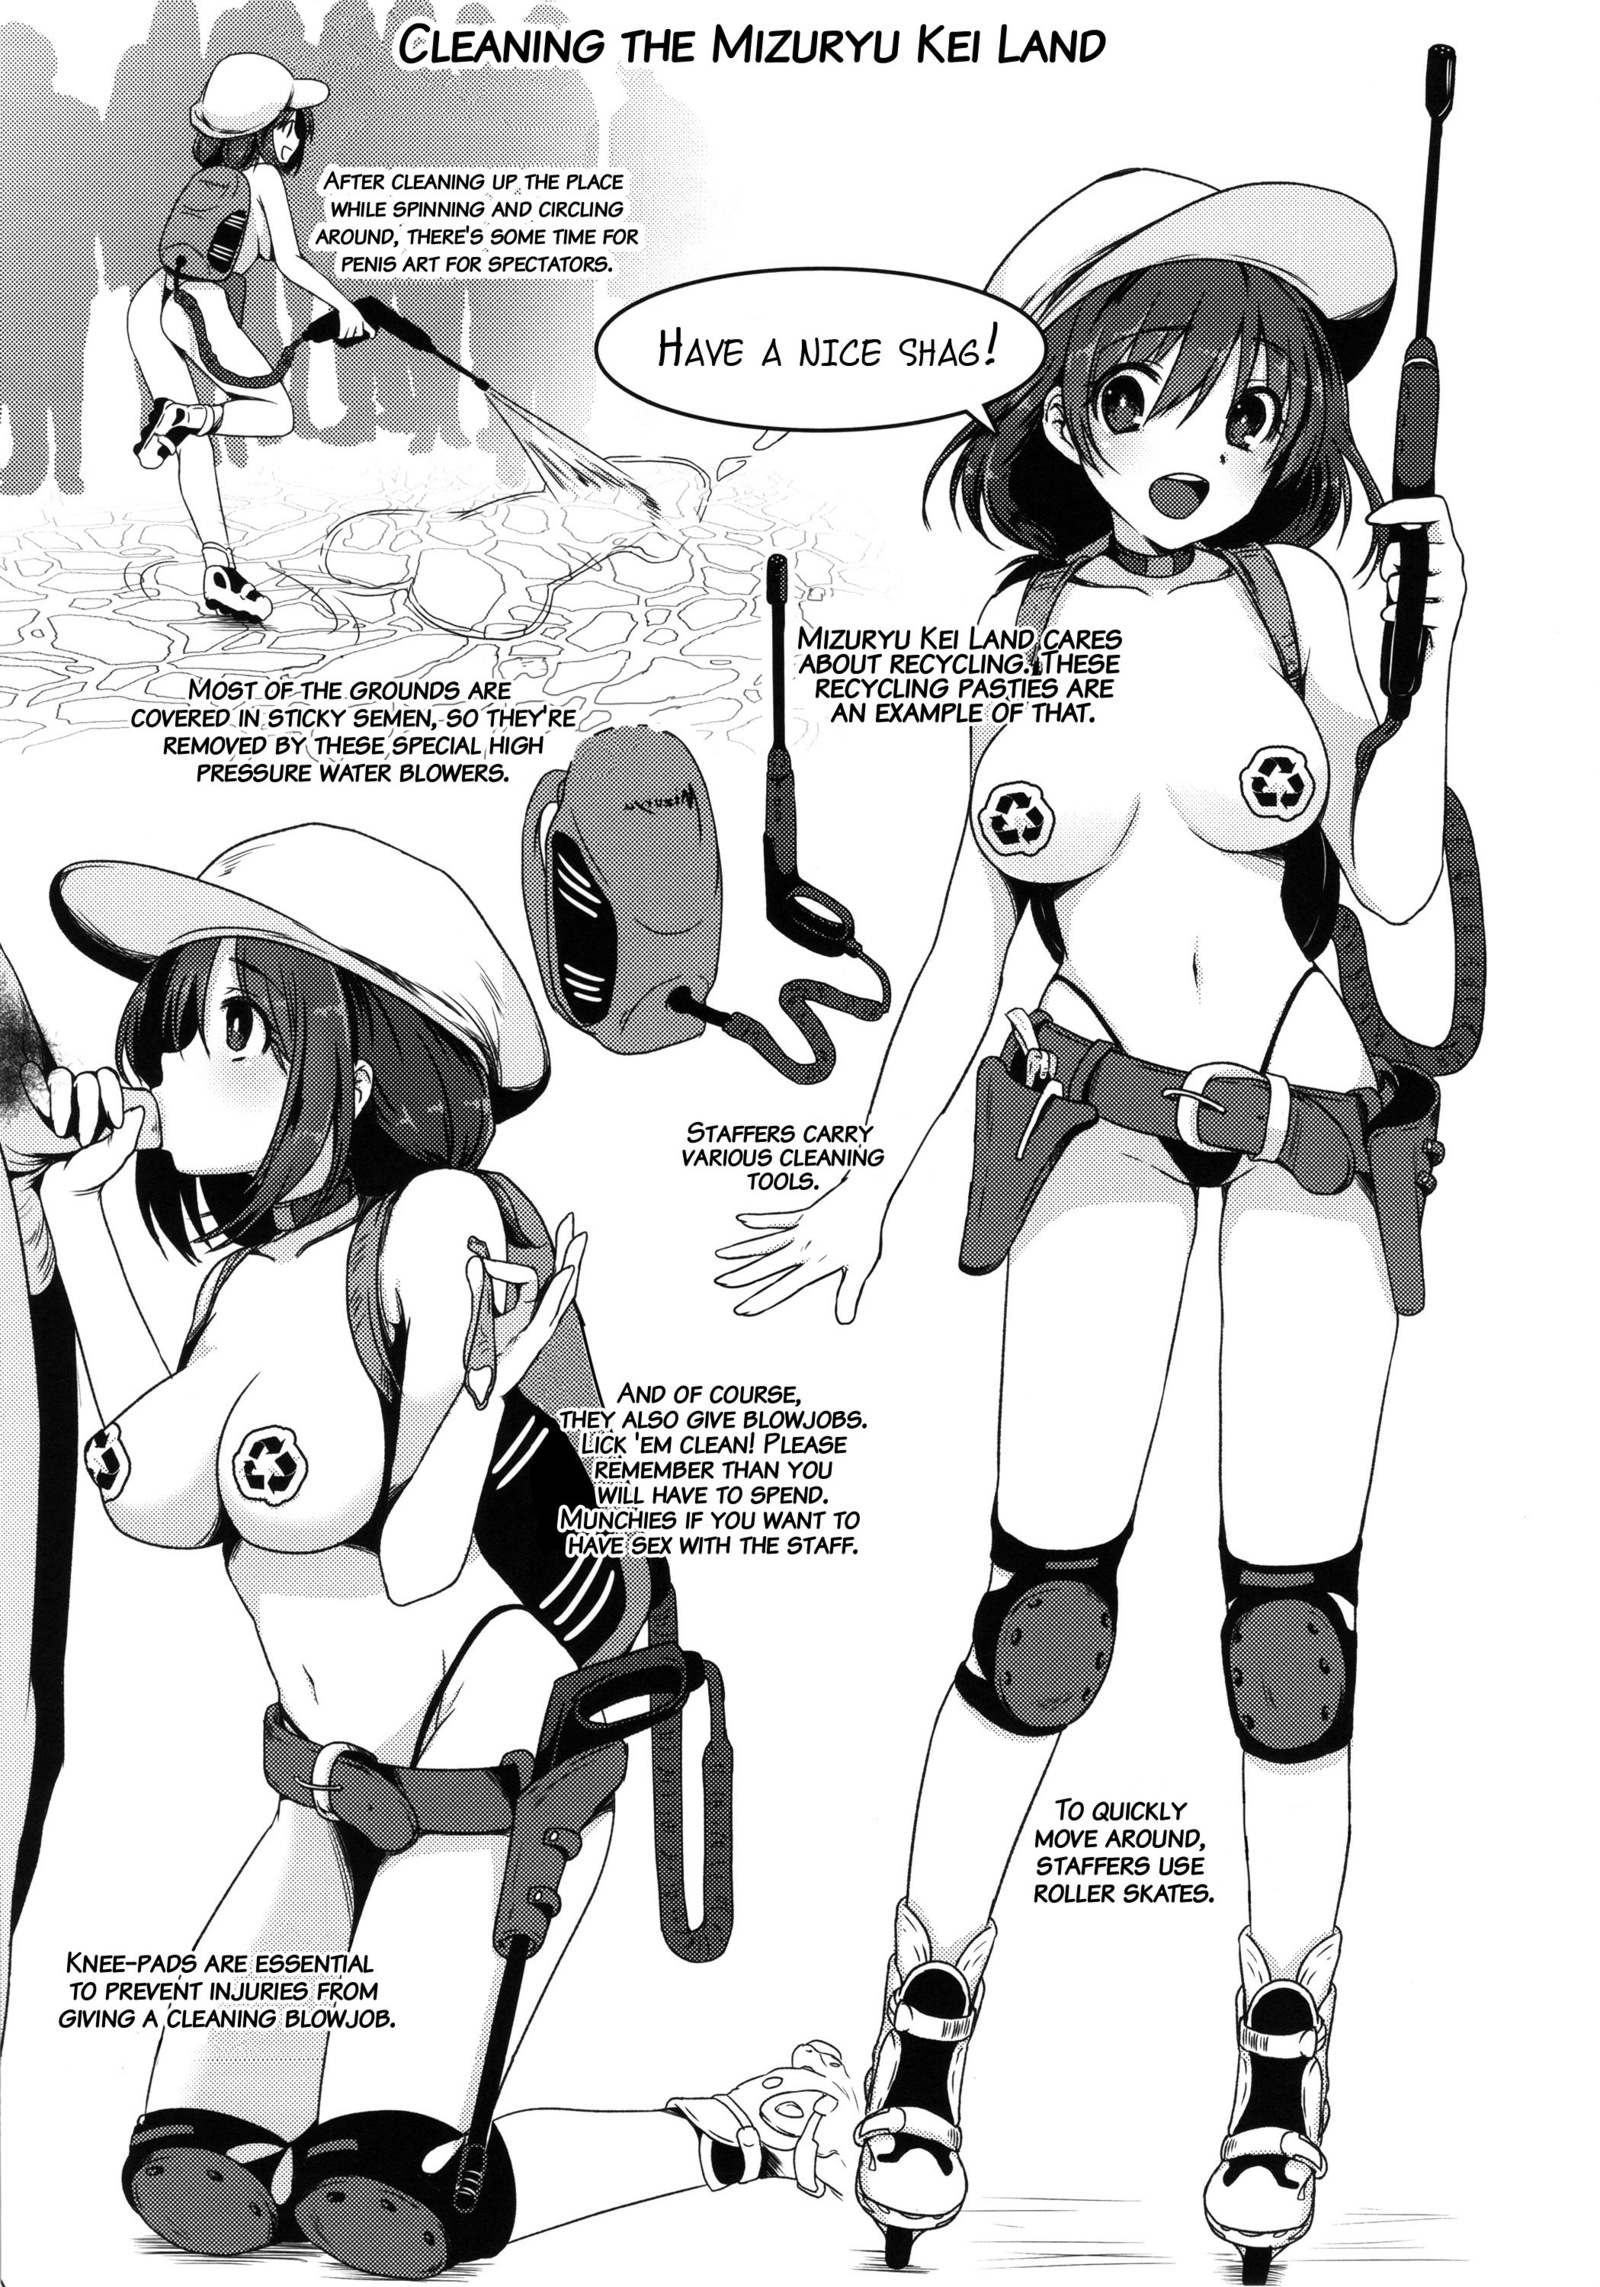 CLEANING THE MIZURYU KEI LAND
AFTER CLEANING UP THE PLACE
WHILE SPINNING AND CIRCLING
AROUND, THERE'S SOME TIME FOR
PENIS ART FOR SPECTATORS.
HAVE A NICE SHAG!
MIZURYU KEI LAND CARES
ABOUT RECYCLING. THESE
RECYCLING PASTIES ARE
AN EXAMPLE OF THAT.
MOST OF THE GROUNDS ARE
COVERED IN STICKY SEMEN, SO THEY'RE
REMOVED BY THESE SPECIAL HIGH
PRESSURE WATER BLOWERS.
Mizuryu
STAFFERS CARRY
VARIOUS CLEANING
TOOLS.
AND OF COURSE,
THEY ALSO GIVE BLOWJOBS.
LICK 'EM CLEAN! PLEASE
REMEMBER THAN YOU
WILL HAVE TO SPEND.
MUNCHIES IF YOU WANT TO
HAVE SEX WITH THE STAFF.
TO QUICKLY
MOVE AROUND,
STAFFERS USE
ROLLER SKATES.
KNEE-PADS ARE ESSENTIAL
TO PREVENT INJURIES FROM
GIVING A CLEANING BLOWJOB.